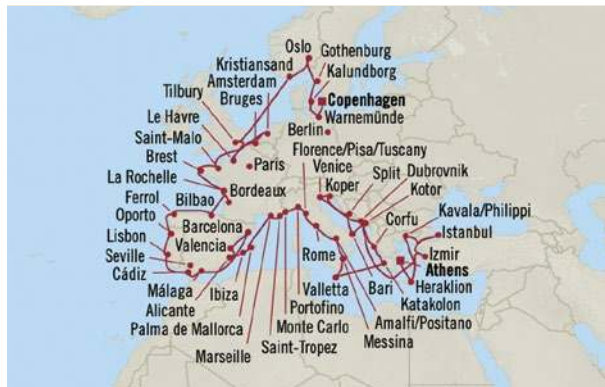 Oslo
Gothenburg
Kristiansand
Kalundborg
Amsterdam
Tilbury
Bruges
Copenhagen
Le Havre
Warnemünde
Saint-Malo
Berlin
Florence/Pisa/Tuscany
Brest
Paris
Venice
Split
La Rochelle
Koper
Dubrovnik
Bordeaux
Kotor
Ferrol
Bilbao
Corfu
Kavala/Philippi
Oporto
Barcelona
Istanbul
Lisbon
Valencia
Rome
Izmir
Seville
Athens
Cádiz
Ibiza
Valletta
Bari
Heraklion
Málaga
Portofino
Katakolon
Alicante
Monte Carlo
Amalfi/Positano
Palma de Mallorca
Saint-Tropez
Messina
Marseille